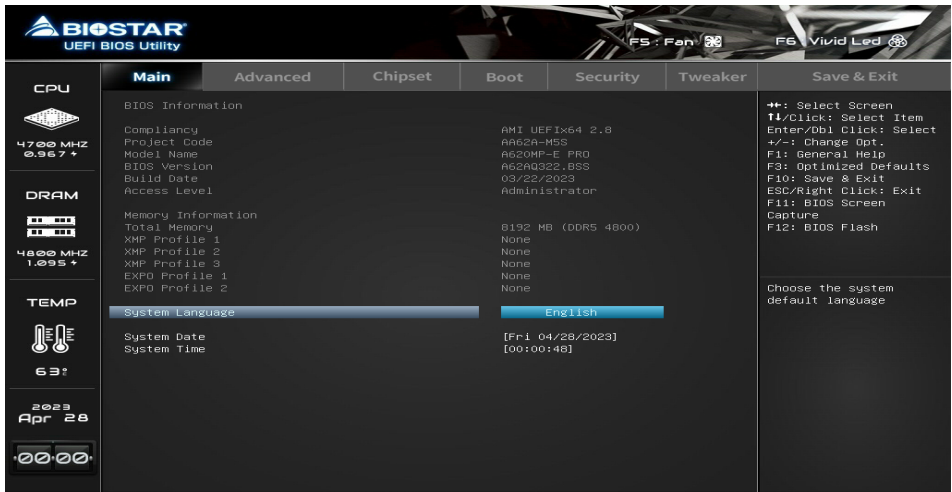 BIOSTAR
UEFI BIOS Utility
F5 : Fan
F6 Vivid Led
Main Advanced Chipset Boot Security Tweaker Save & Exit
CPU
4700 MHZ
0.967
DRAM
4800 MHZ
1.095
TEMP
63
2023
Apr 28
00:00
BIOS Information
Compliancy AMI UEFIx64 2.8
Project Code AA62A-M5S
Model Name A620MP-E PRO
BIOS Version A62AQ322.BSS
Build Date 03/22/2023
Access Level Administrator
Memory Information
Total Memory 8192 MB (DDR5 4800)
XMP Profile 1 None
XMP Profile 2 None
XMP Profile 3 None
EXPO Profile 1 None
EXPO Profile 2 None
System Language English
System Date [Fri 04/28/2023]
System Time [00:00:48]
→←: Select Screen
↑↓/Click: Select Item
Enter/Dbl Click: Select
+/-: Change Opt.
F1: General Help
F3: Optimized Defaults
F10: Save & Exit
ESC/Right Click: Exit
F11: BIOS Screen
Capture
F12: BIOS Flash
Choose the system
default language